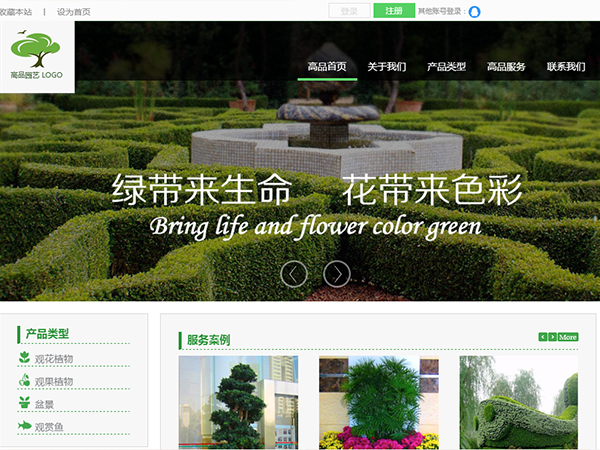 收藏本站 | 设为首页
登录 注册 其他账号登录:
高品园艺 LOGO
高品首页 关于我们 产品类型 高品服务 联系我们
绿带来生命 花带来色彩
Bring life and flower color green
产品类型
观花植物
观果植物
盆景
观赏鱼
服务案例
More